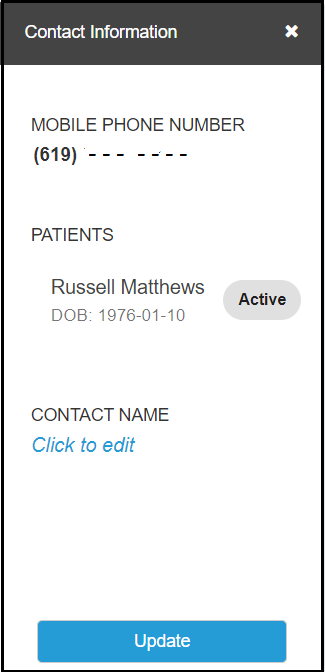 Contact Information ✖
MOBILE PHONE NUMBER
(619) - - - - - - -
PATIENTS
Russell Matthews
DOB: 1976-01-10
Active
CONTACT NAME
Click to edit
Update